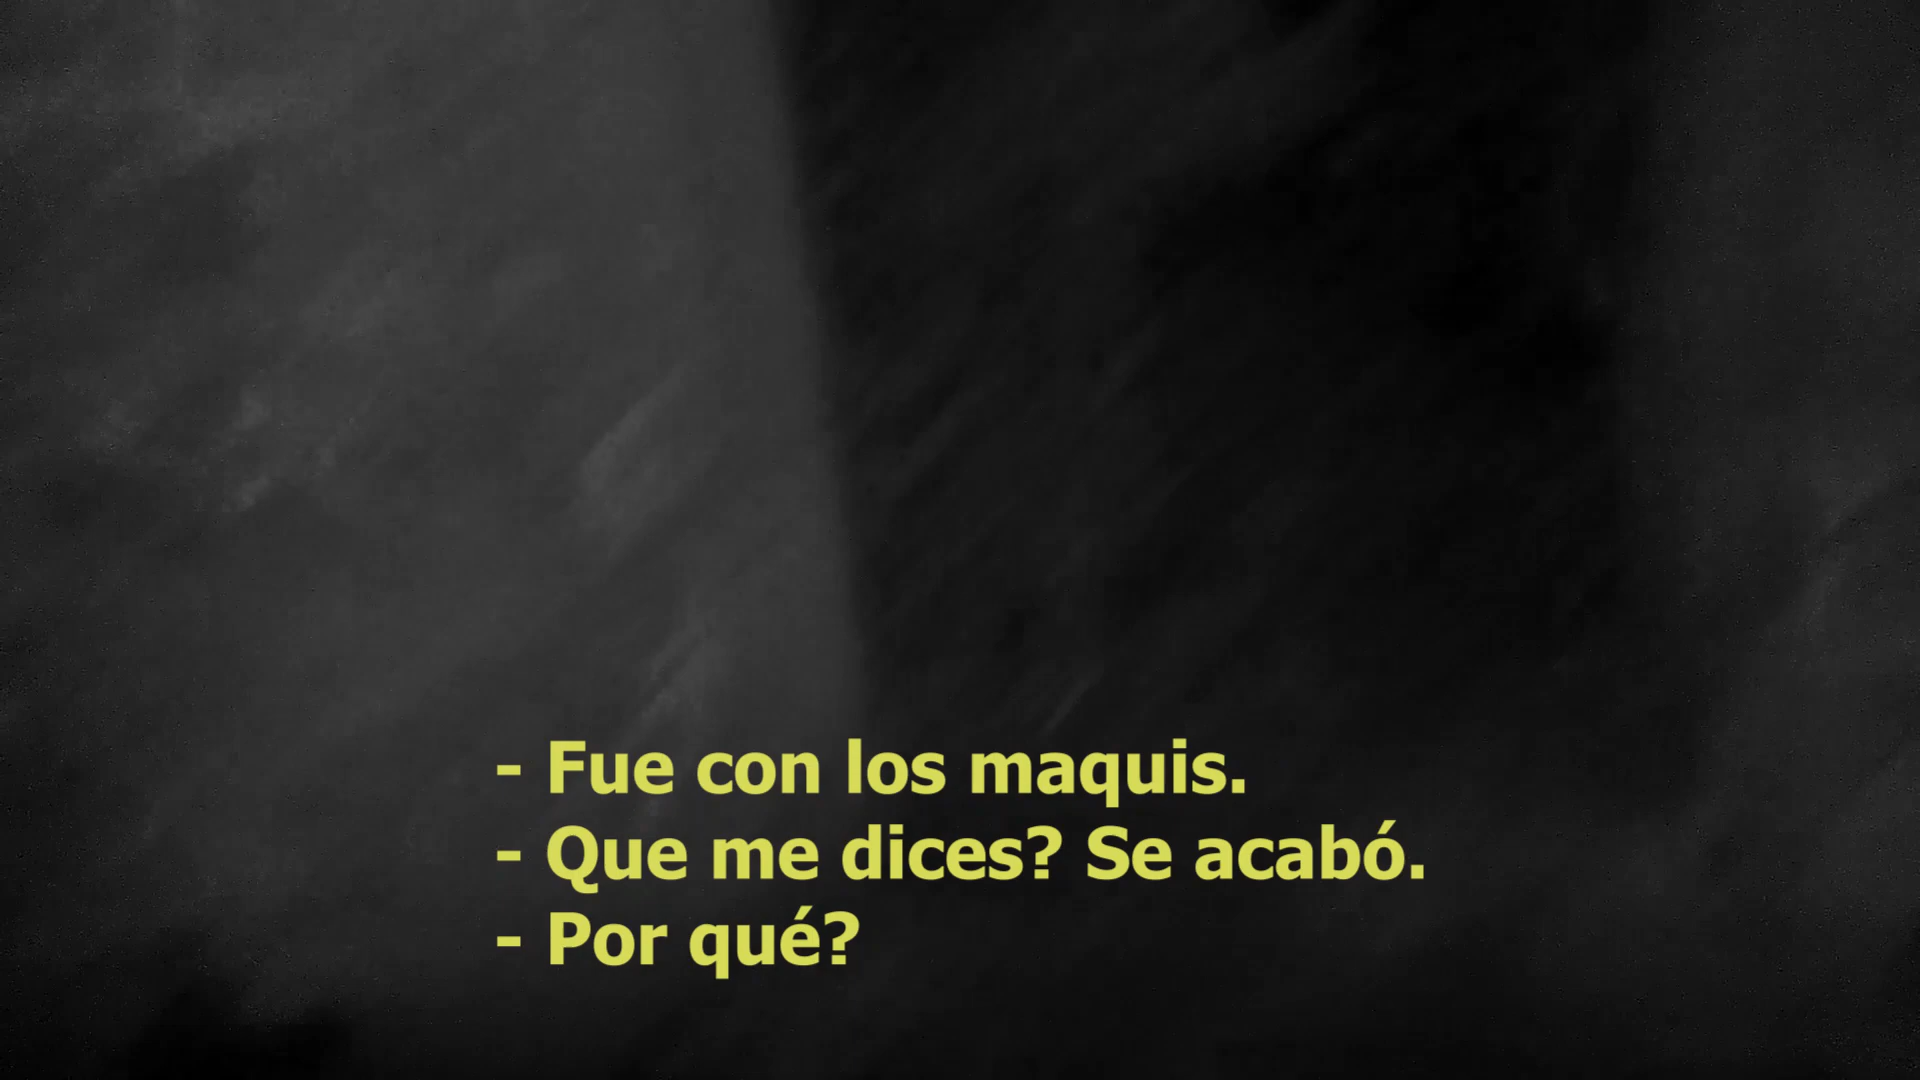 - Fue con los maquis.
- Que me dices? Se acabó.
- Por qué?